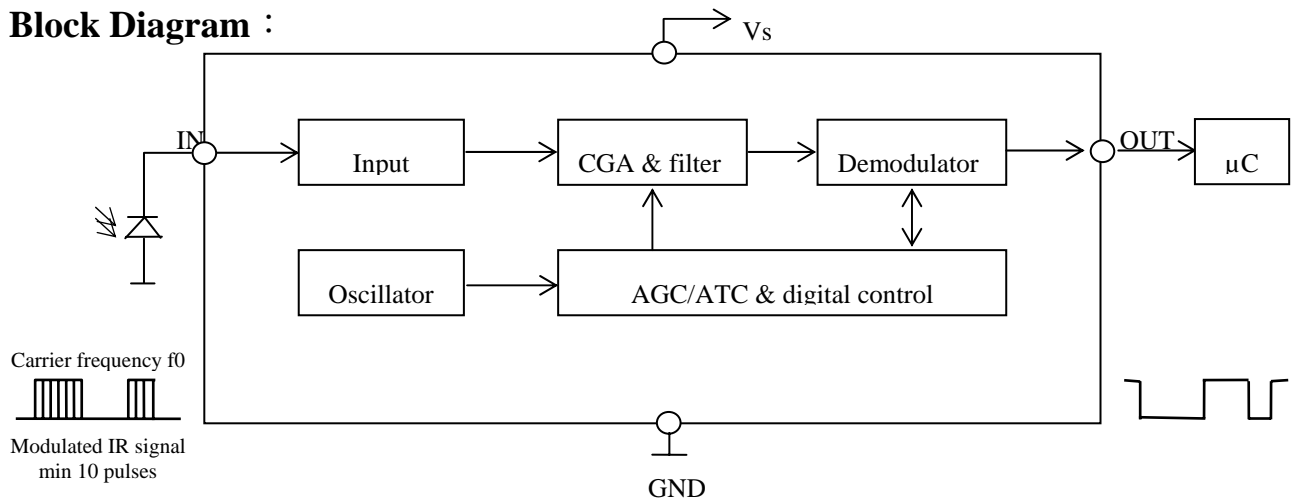 Block Diagram：
Vs
IN
Input
CGA & filter
Demodulator
OUT
µC
Oscillator
AGC/ATC & digital control
Carrier frequency f0
Modulated IR signal
min 10 pulses
GND